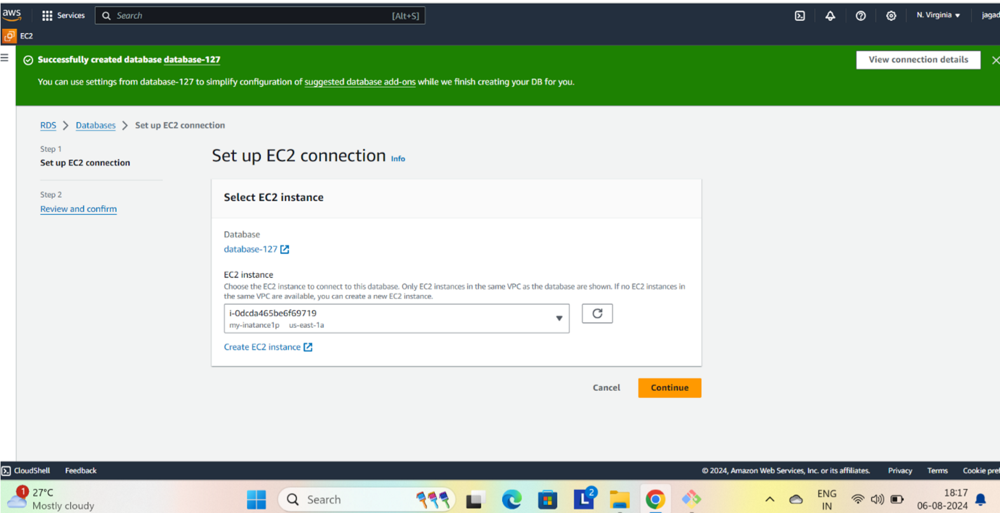 aws
Services
Search
[Alt+S]
N. Virginia
jagad
EC2
Successfully created database database-127
View connection details
You can use settings from database-127 to simplify configuration of suggested database add-ons while we finish creating your DB for you.
RDS
Databases
Set up EC2 connection
Step 1
Set up EC2 connection
Step 2
Review and confirm
Set up EC2 connection
Info
Select EC2 instance
Database
database-127
EC2 instance
Choose the EC2 instance to connect to this database. Only EC2 instances in the same VPC as the database are shown. If no EC2 instances in
the same VPC are available, you can create a new EC2 instance.
i-0dcda465be6f69719
my-inatance1p us-east-1a
Create EC2 instance
Cancel
Continue
CloudShell
Feedback
© 2024, Amazon Web Services, Inc. or its affiliates.
Privacy
Terms
Cookie pref
1
27°C
Mostly cloudy
Search
L
2
ENG
IN
18:17
06-08-2024